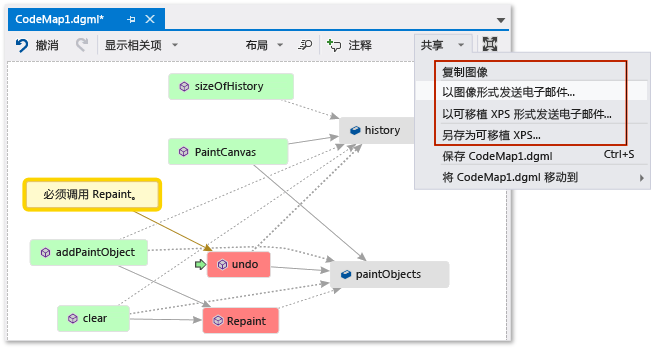 CodeMap1.dgml*
撤消
显示相关项
布局
注释
共享
复制图像
以图像形式发送电子邮件...
以可移植 XPS 形式发送电子邮件...
另存为可移植 XPS...
保存 CodeMap1.dgml Ctrl+S
将 CodeMap1.dgml 移动到
sizeOfHistory
history
PaintCanvas
必须调用 Repaint。
addPaintObject
undo
paintObjects
clear
Repaint